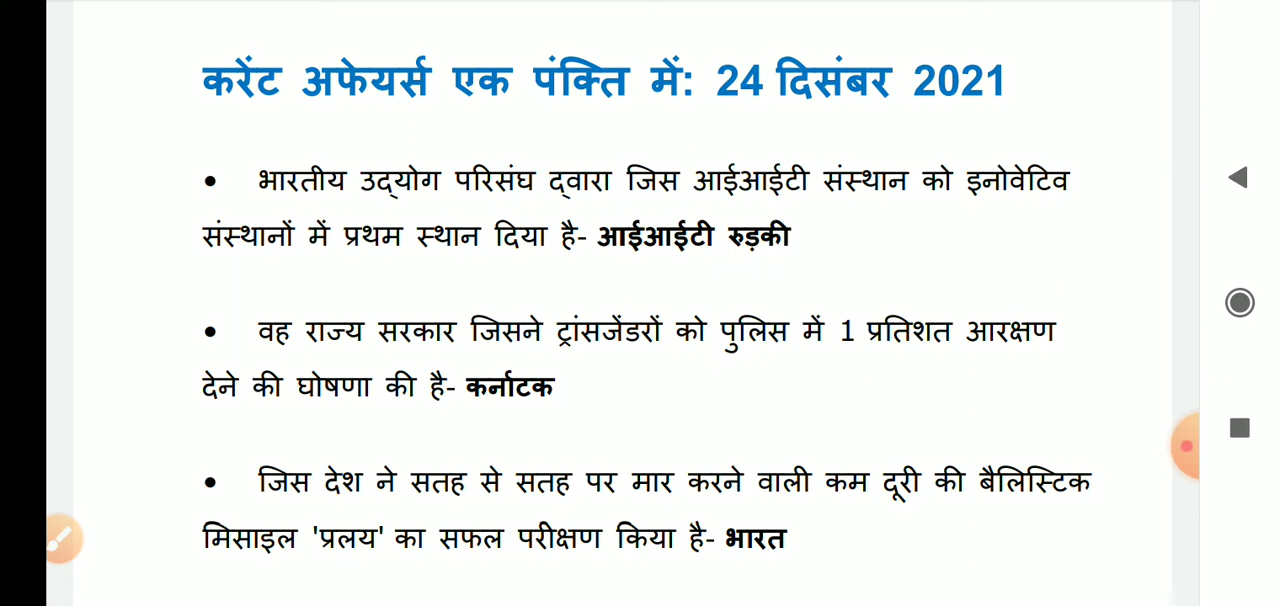 करेंट अफेयर्स एक पंक्ति में: 24 दिसंबर 2021
• भारतीय उद्योग परिसंघ द्वारा जिस आईआईटी संस्थान को इनोवेटिव
संस्थानों में प्रथम स्थान दिया है- आईआईटी रुड़की
• वह राज्य सरकार जिसने ट्रांसजेंडरों को पुलिस में 1 प्रतिशत आरक्षण
देने की घोषणा की है- कर्नाटक
• जिस देश ने सतह से सतह पर मार करने वाली कम दूरी की बैलिस्टिक
मिसाइल 'प्रलय' का सफल परीक्षण किया है- भारत